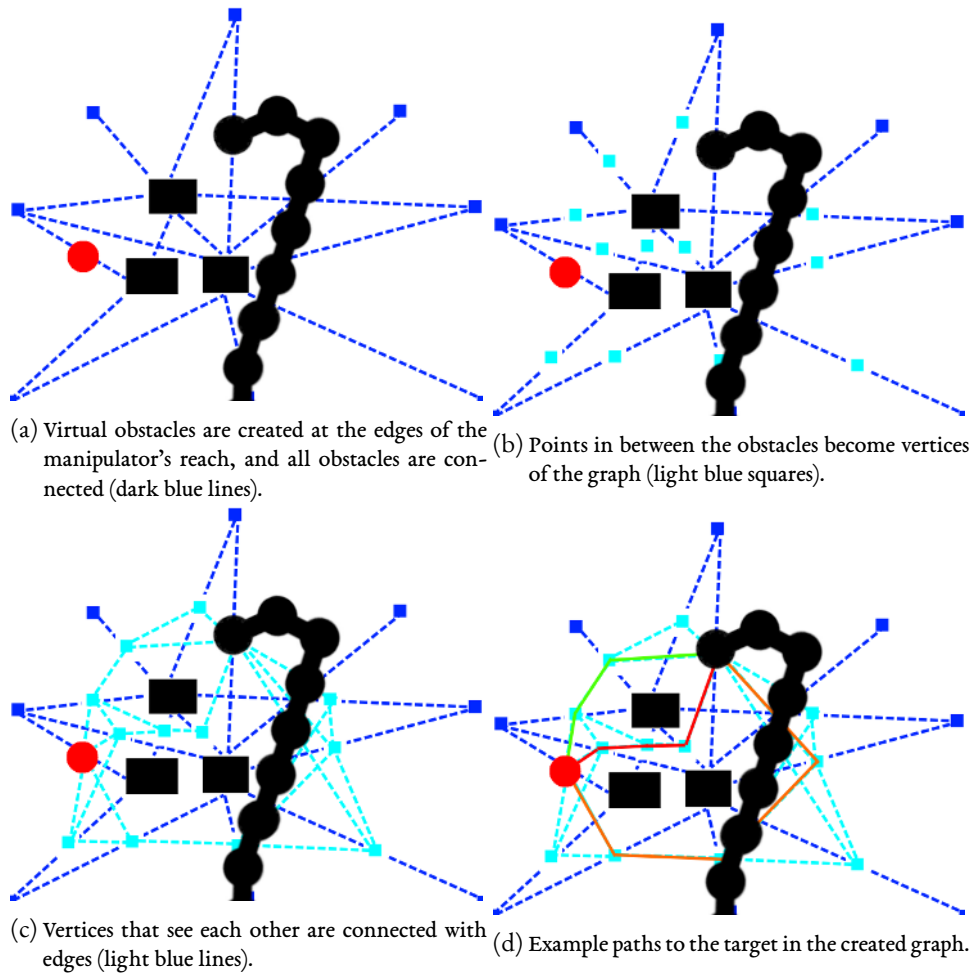 (a) Virtual obstacles are created at the edges of the
manipulator's reach, and all obstacles are con-
nected (dark blue lines).
(b) Points in between the obstacles become vertices
of the graph (light blue squares).
(c) Vertices that see each other are connected with
edges (light blue lines).
(d) Example paths to the target in the created graph.